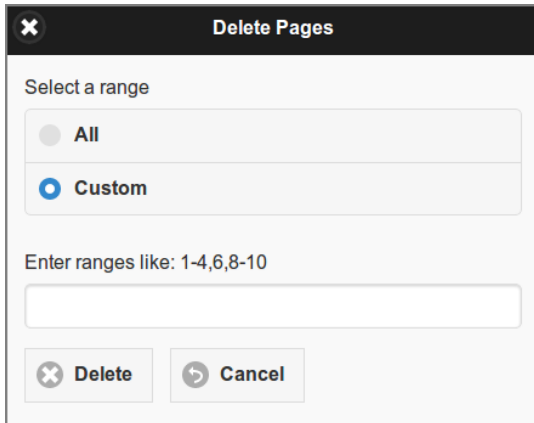 Delete Pages
Select a range
All
Custom
Enter ranges like: 1-4,6,8-10
Delete Cancel